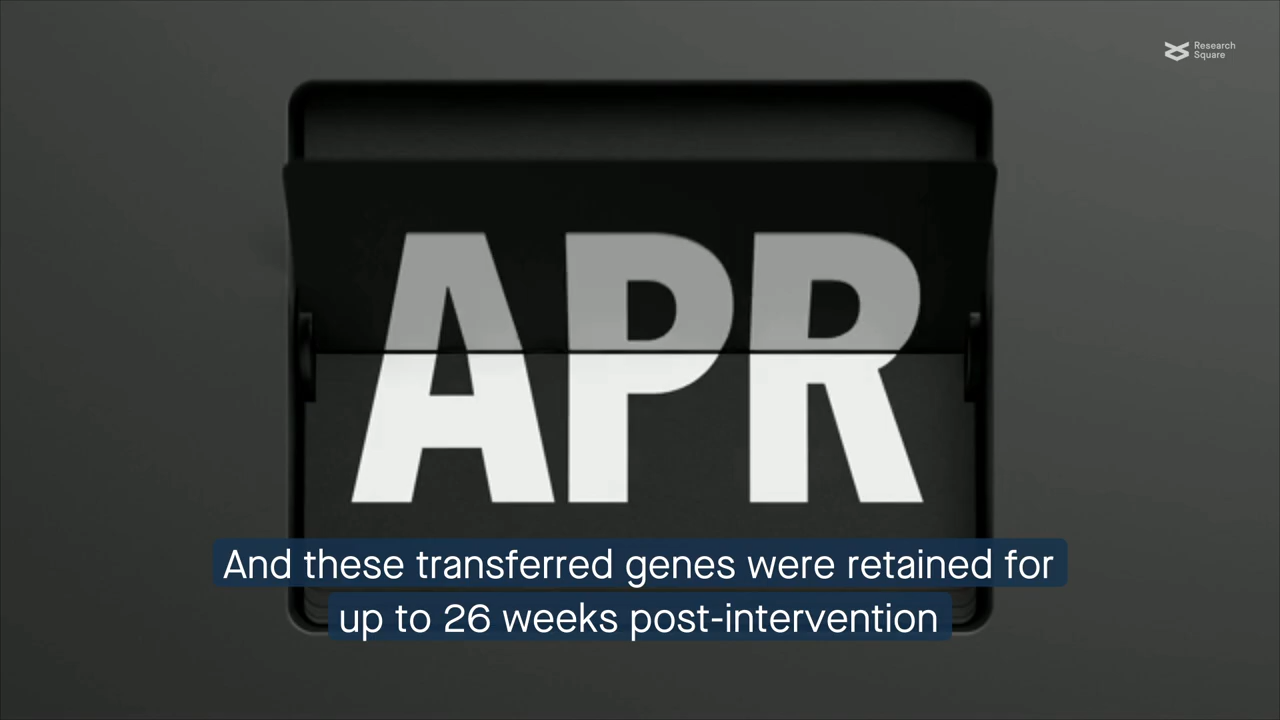 Research
Square
APR
And these transferred genes were retained for
up to 26 weeks post-intervention